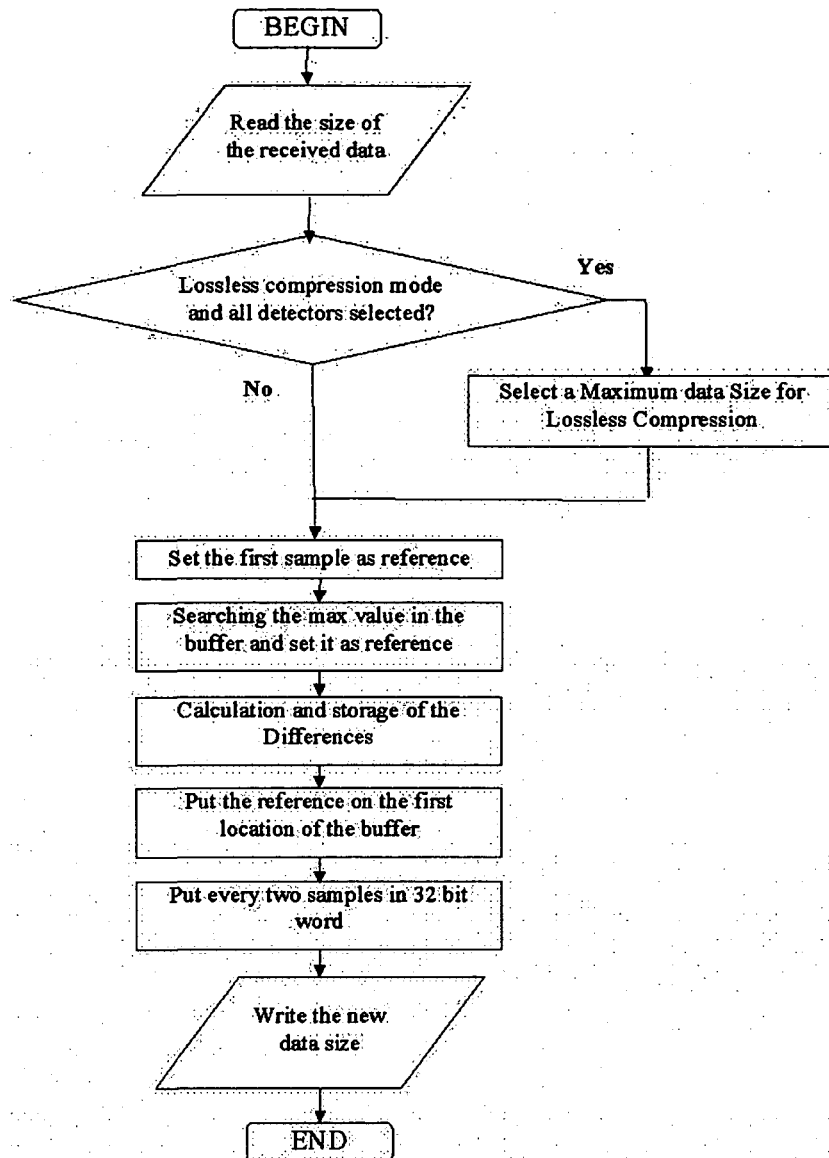 BEGIN
Read the size of
the received data
Lossless compression mode
and all detectors selected?
Yes
No
Select a Maximum data Size for
Lossless Compression
Set the first sample as reference
Searching the max value in the
buffer and set it as reference
Calculation and storage of the
Differences
Put the reference on the first
location of the buffer
Put every two samples in 32 bit
word
Write the new
data size
END